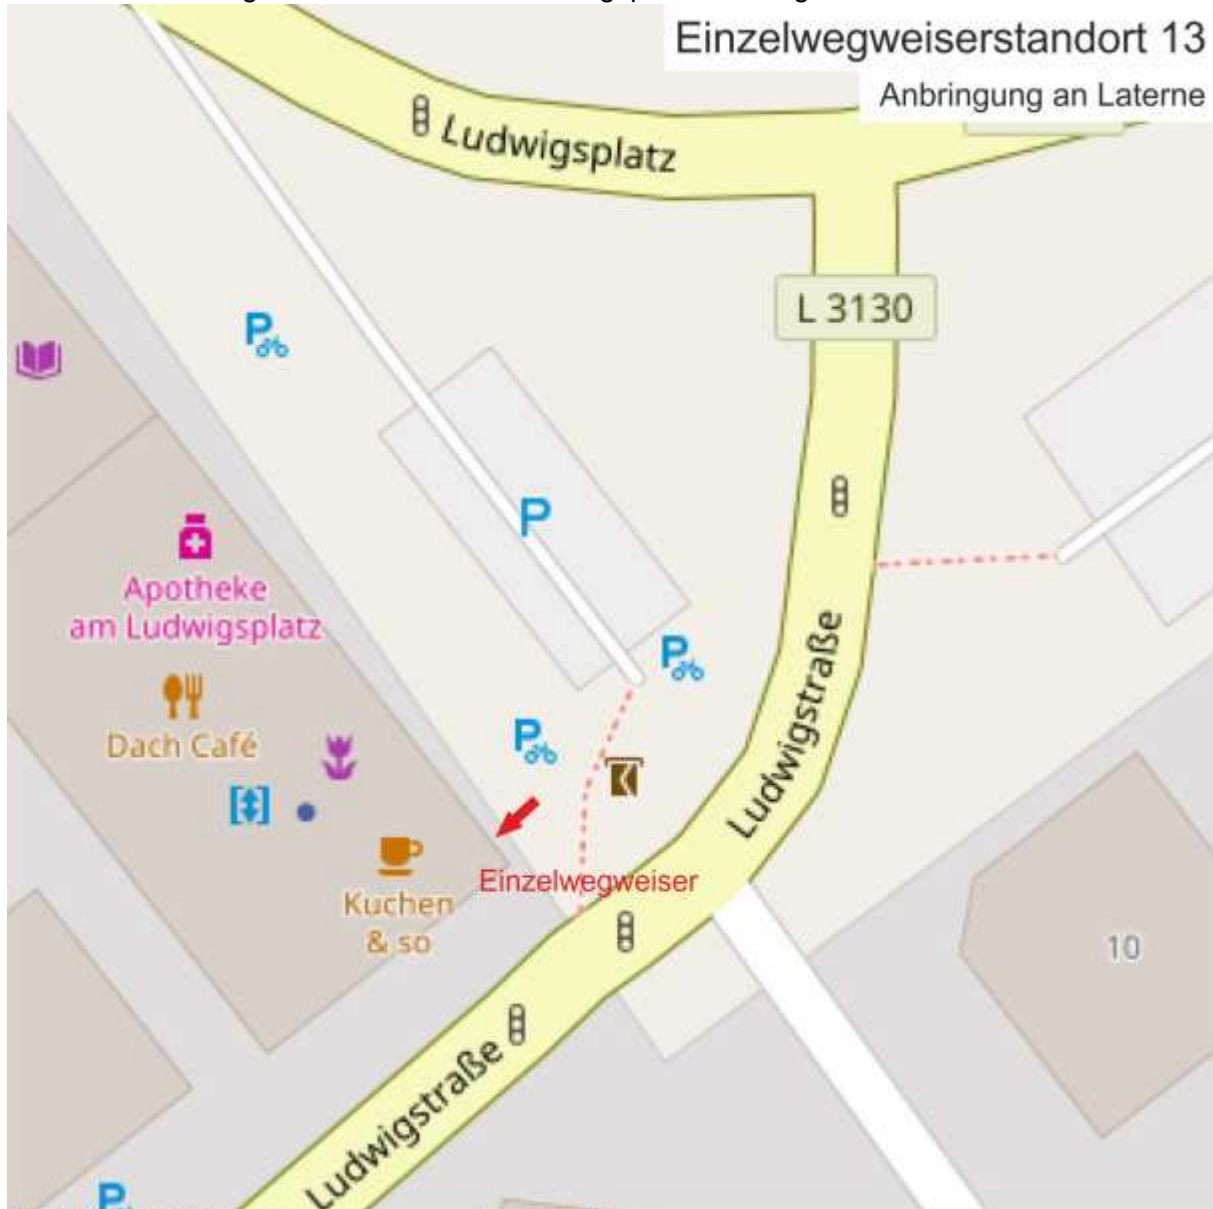 Einzelwegweiserstandort 13
Anbringung an Laterne
Ludwigsplatz
L 3130
P
P
Apotheke
am Ludwigsplatz
P
Ludwigstraße
Dach Café
P
Einzelwegweiser
Kuchen
& so
10
Ludwigstraße
P